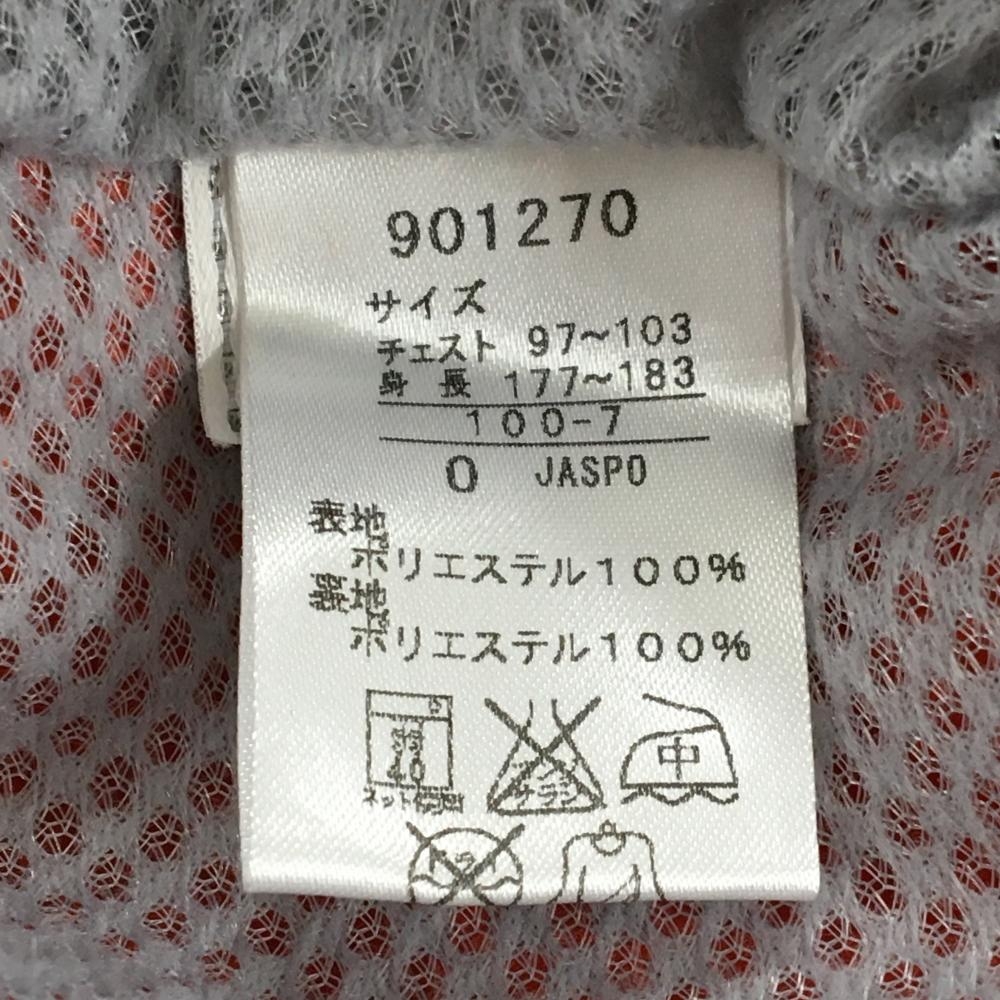 901270
サイズ
チェスト 97~103
身長 177~183
100-7
O JASPO
表地
ポリエステル100%
裏地
ポリエステル100%
ネット使用
中